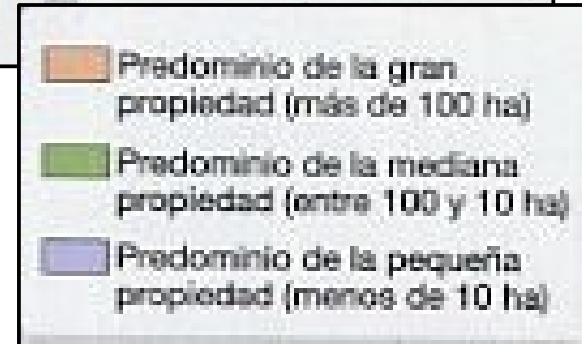 Predominio de la gran
propiedad (más de 100 ha)
Predominio de la mediana
propiedad (entre 100 y 10 ha)
Predominio de la pequeña
propiedad (menos de 10 ha)